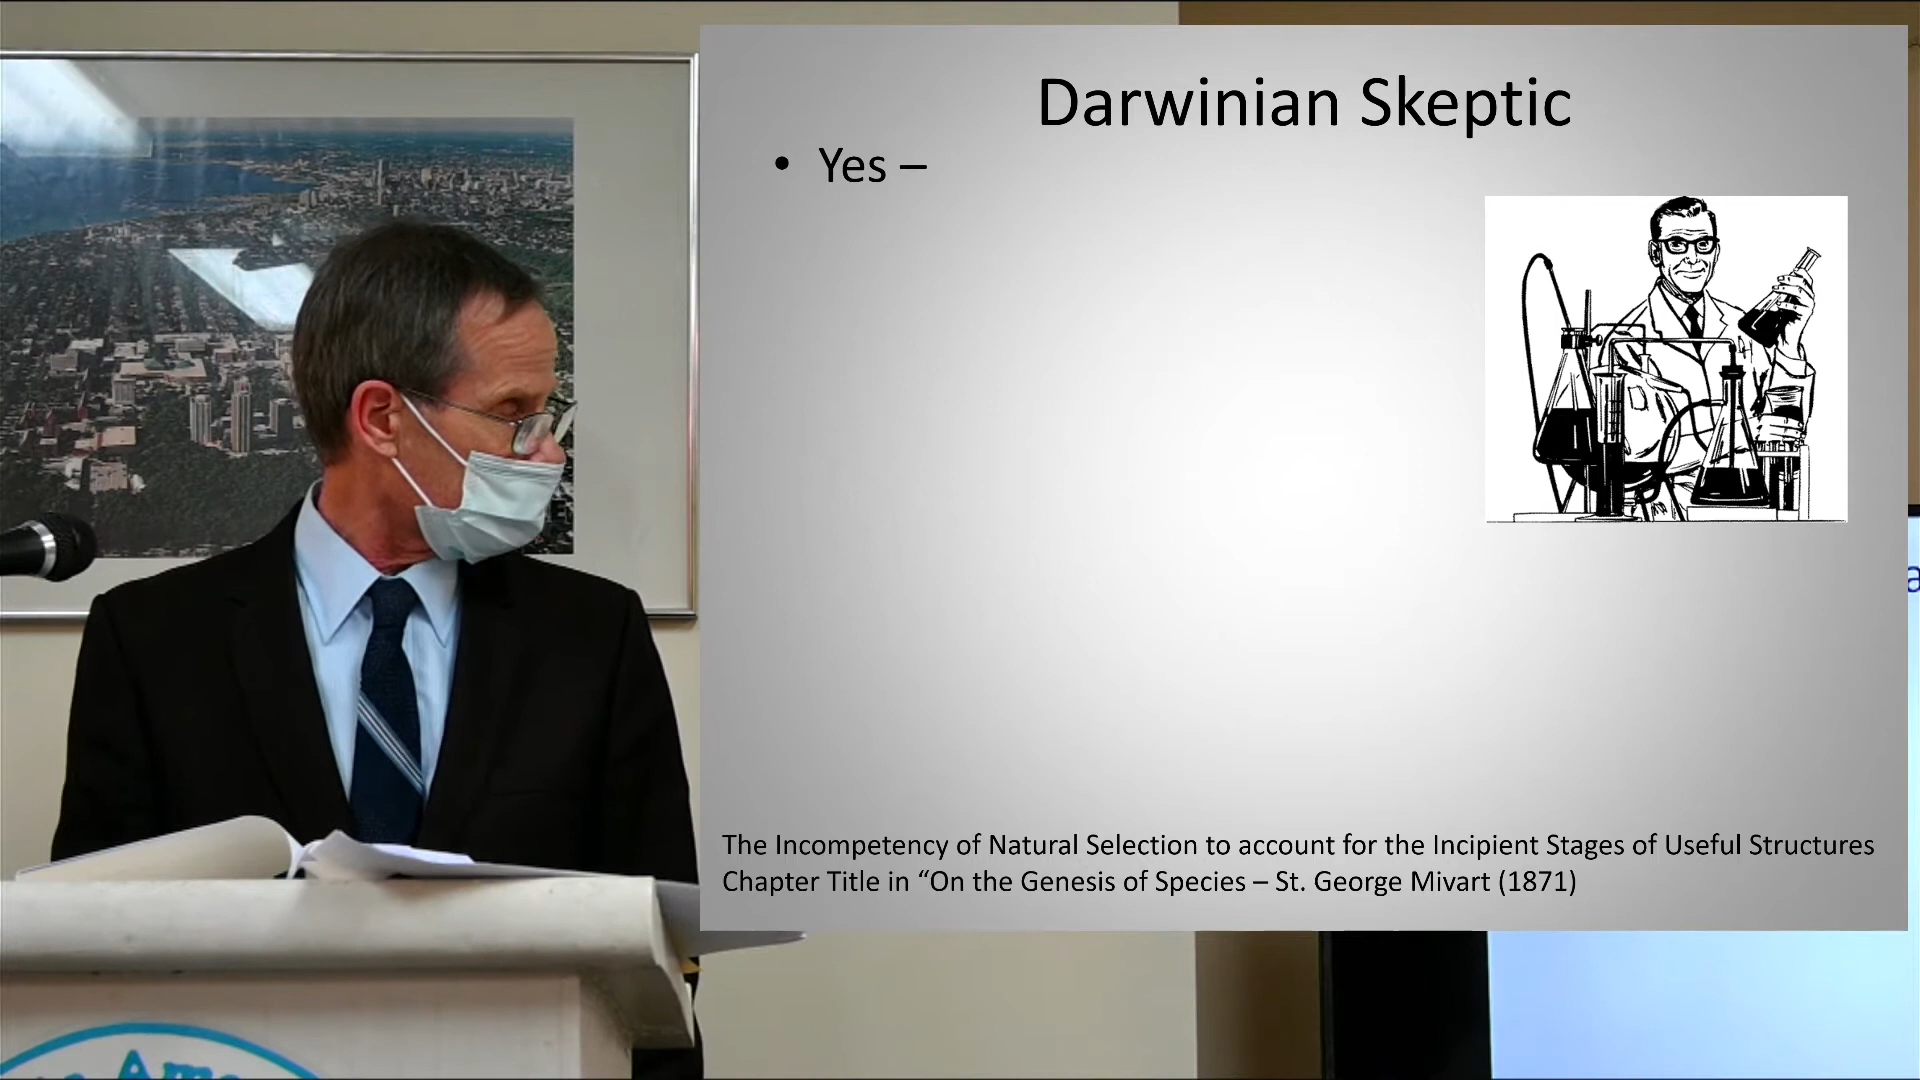 Darwinian Skeptic
• Yes –
The Incompetency of Natural Selection to account for the Incipient Stages of Useful Structures
Chapter Title in “On the Genesis of Species – St. George Mivart (1871)